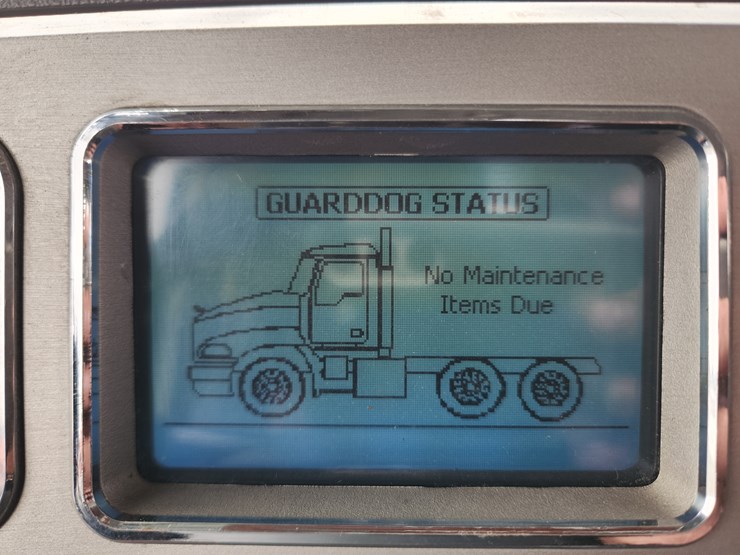 GUARDDOG STATUS
No Maintenance
Items Due